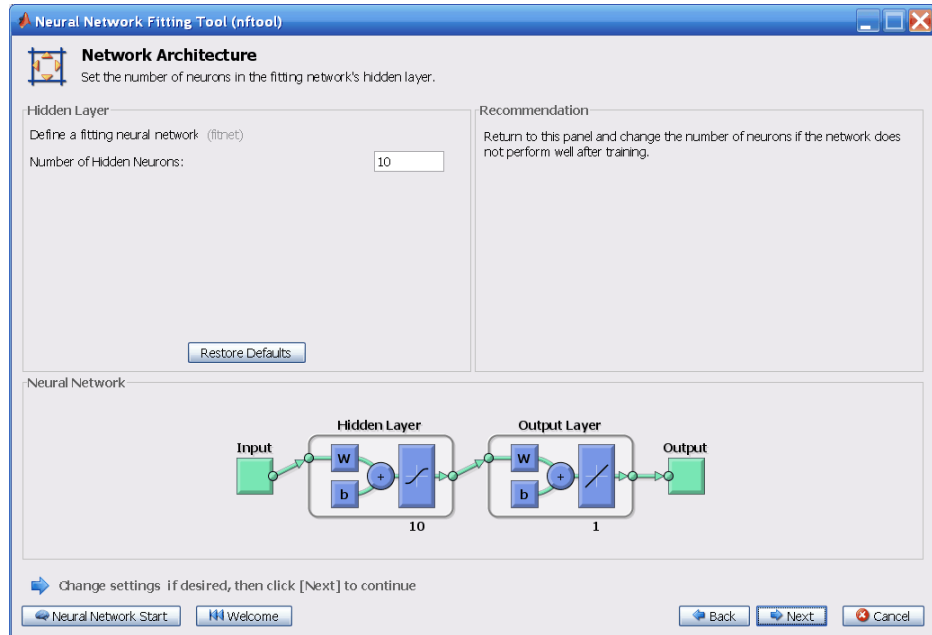 Neural Network Fitting Tool (nftool)
Network Architecture
Set the number of neurons in the fitting network's hidden layer.
Hidden Layer
Define a fitting neural network (fitnet)
Number of Hidden Neurons: 10
Restore Defaults
Recommendation
Return to this panel and change the number of neurons if the network does
not perform well after training.
Neural Network
Hidden Layer
Output Layer
Input
Output
W
b
+
10
W
b
+
1
Change settings if desired, then click [Next] to continue
Neural Network Start
Welcome
Back
Next
Cancel